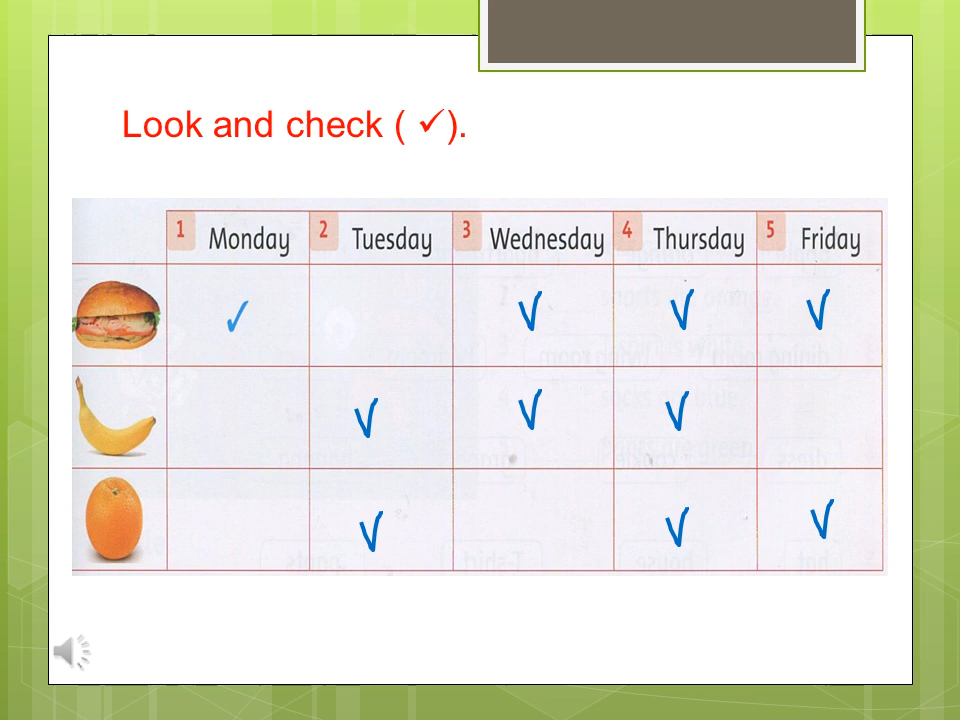 Look and check ( ✓).
1 Monday 2 Tuesday 3 Wednesday 4 Thursday 5 Friday
✓ ✓ ✓ ✓
✓ ✓ ✓
✓ ✓ ✓